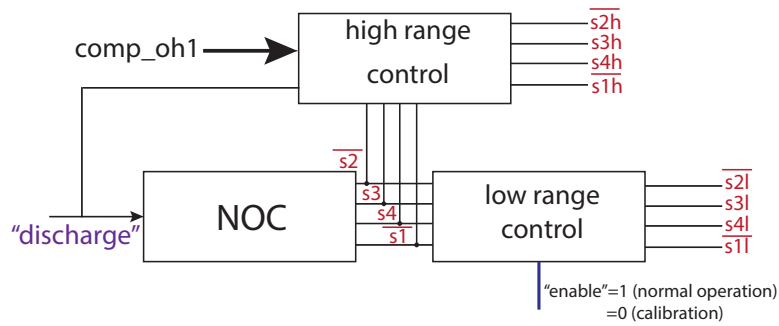 comp_oh1
high range
control
s2h
s3h
s4h
s1h
s2
s3
s4
s1
"discharge"
NOC
low range
control
s2l
s3l
s4l
s1l
"enable"=1 (normal operation)
=0 (calibration)